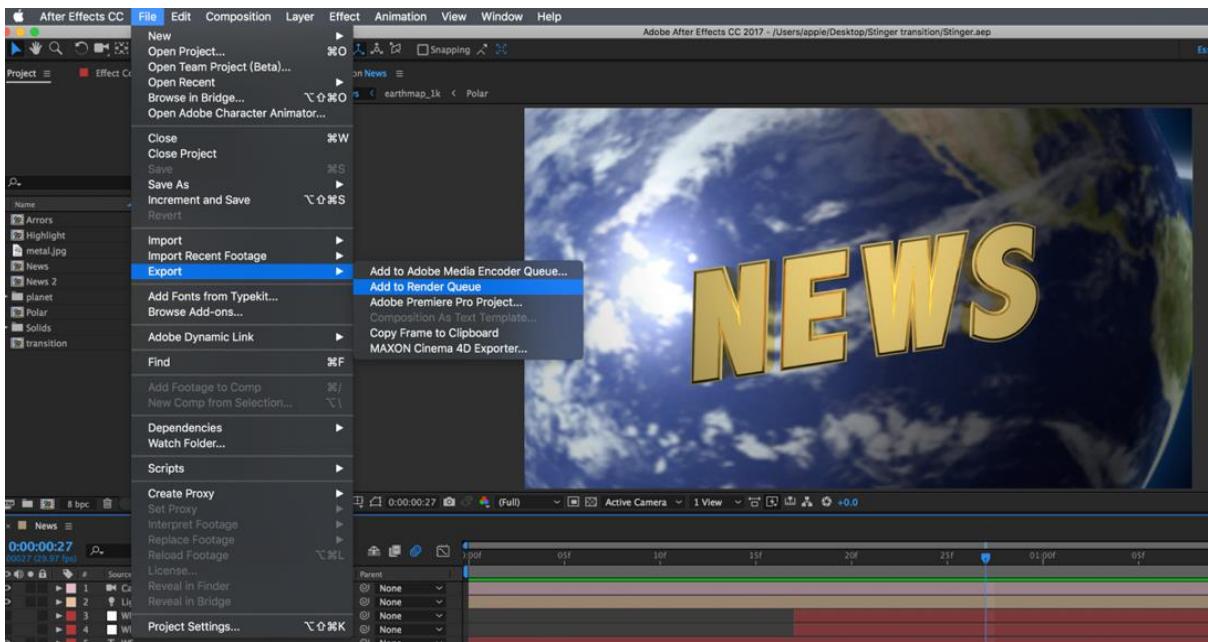 After Effects CC File Edit Composition Layer Effect Animation View Window Help
Adobe After Effects CC 2017 - /Users/apple/Desktop/Stinger transition/Stinger.aep
Snapping
Project
Effect
News
earthmap_1k < Polar
New
Open Project... ⌘O
Open Team Project (Beta)...
Open Recent
Browse in Bridge... ⌥⇧⌘O
Open Adobe Character Animator...
Close ⌘W
Close Project
Save ⌘S
Save As
Increment and Save ⌥⇧⌘S
Revert
Import
Import Recent Footage
Export
Add Fonts from Typekit...
Browse Add-ons...
Adobe Dynamic Link
Find ⌘F
Add Footage to Comp ⌘/
New Comp from Selection... ⌥\
Dependencies
Watch Folder...
Scripts
Create Proxy
Set Proxy
Interpret Footage
Replace Footage
Reload Footage ⌥⌘L
License...
Reveal in Finder
Reveal in Bridge
Project Settings... ⌥⇧⌘K
Add to Adobe Media Encoder Queue...
Add to Render Queue
Adobe Premiere Pro Project...
Composition As Text Template...
Copy Frame to Clipboard
MAXON Cinema 4D Exporter...
Name
Arrors
Highlight
metal.jpg
News
News 2
planet
Polar
Solids
transition
NEWS
8 bpc
0:00:00:27 (Full) Active Camera 1 View +0.0
News
0:00:00:27
00027 (29.97 fps)
05f 10f 15f 20f 25f 01:00f 05f
# Source
Parent
1 None
2 None
3 None
4 None